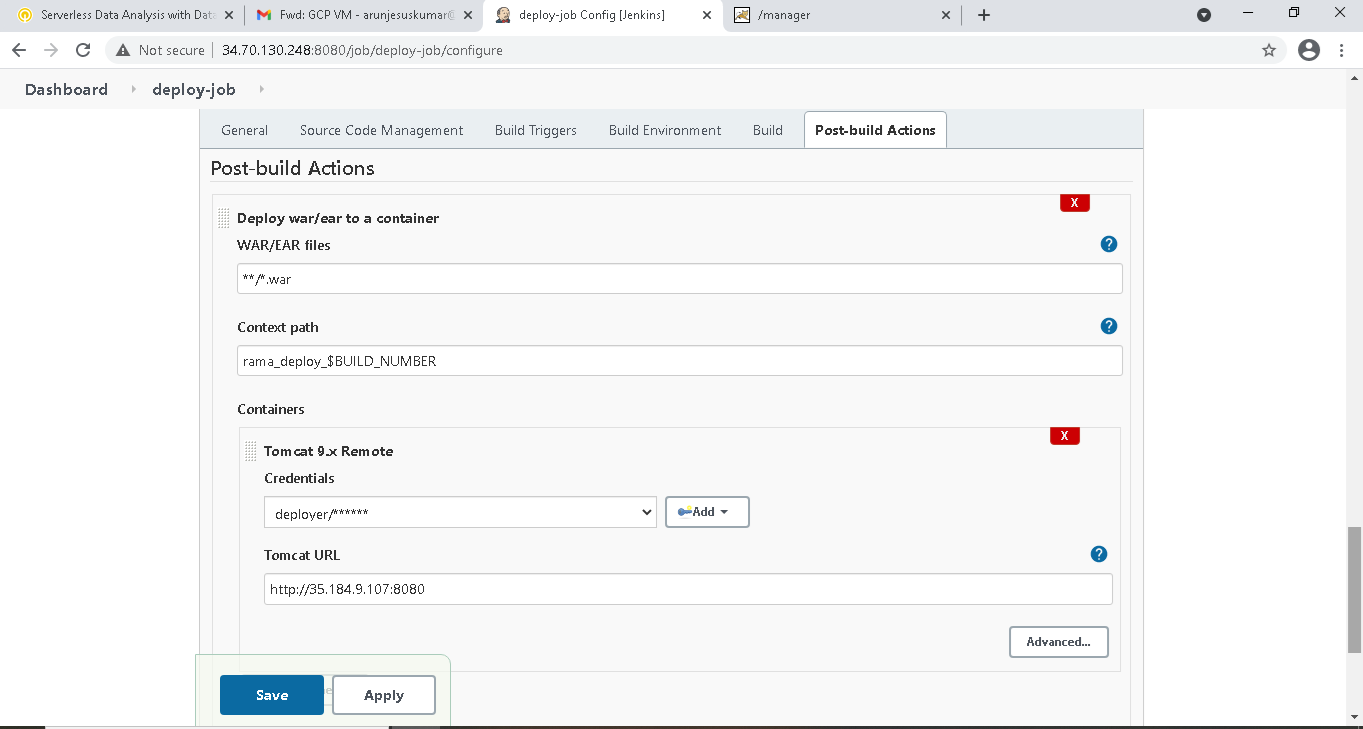 Serverless Data Analysis with Data
Fwd: GCP VM - arunjesuskumar@
deploy-job Config [Jenkins]
/manager
Not secure
34.70.130.248:8080/job/deploy-job/configure
Dashboard
deploy-job
General
Source Code Management
Build Triggers
Build Environment
Build
Post-build Actions
Post-build Actions
X
Deploy war/ear to a container
WAR/EAR files
?
**/*.war
Context path
?
rama_deploy_$BUILD_NUMBER
Containers
X
Tomcat 9.x Remote
Credentials
deployer/******
Add
Tomcat URL
?
http://35.184.9.107:8080
Advanced...
Save
Apply